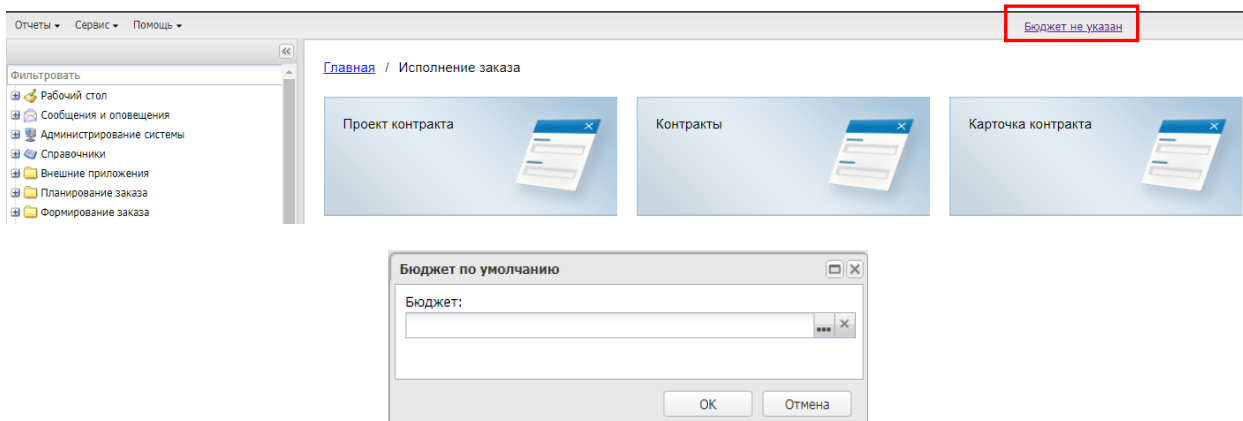 Отчеты Сервис Помощь Бюджет не указан
Фильтровать
Главная / Исполнение заказа
Рабочий стол
Сообщения и оповещения
Администрирование системы
Справочники
Внешние приложения
Планирование заказа
Формирование заказа
Проект контракта Контракты Карточка контракта
Бюджет по умолчанию
Бюджет:
ОК Отмена